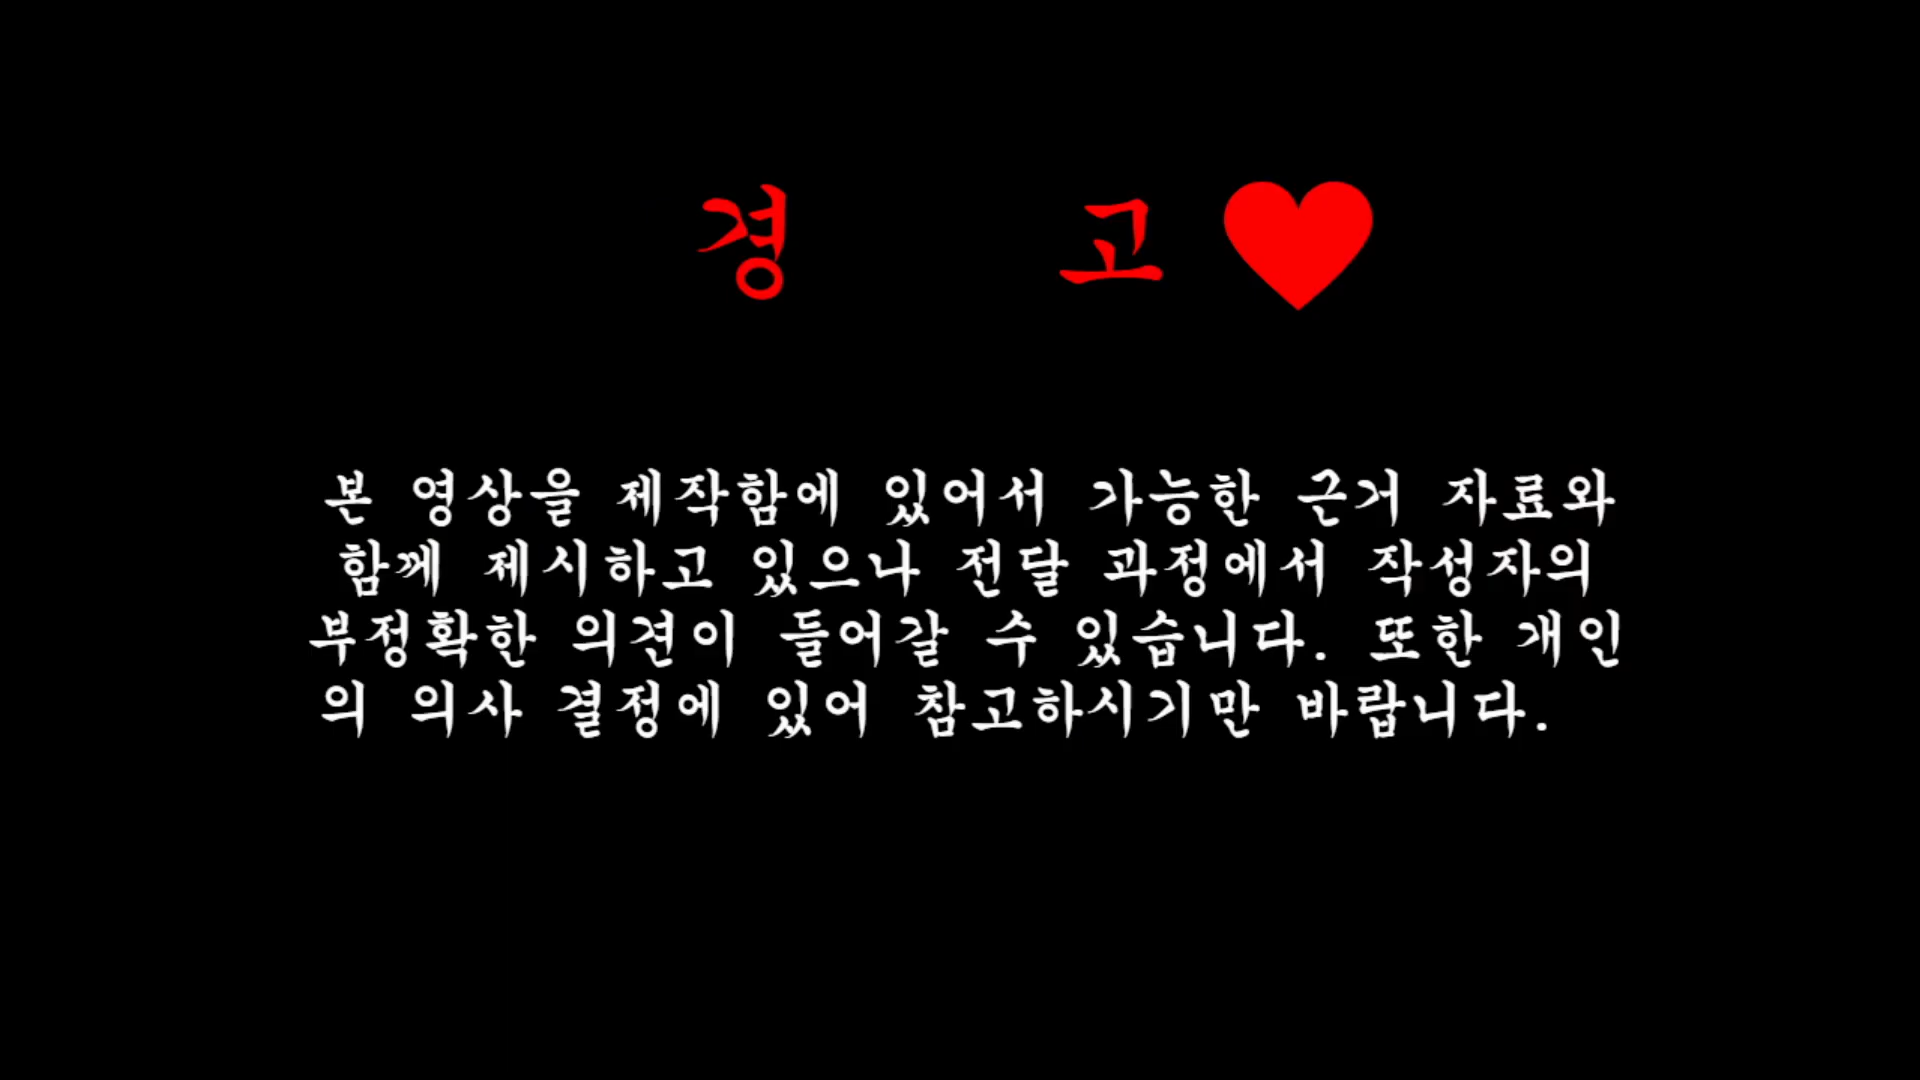 경 고♥
본 영상을 제작함에 있어서 가능한 근거 자료와
함께 제시하고 있으나 전달 과정에서 작성자의
부정확한 의견이 들어갈 수 있습니다. 또한 개인
의 의사 결정에 있어 참고하시기만 바랍니다.